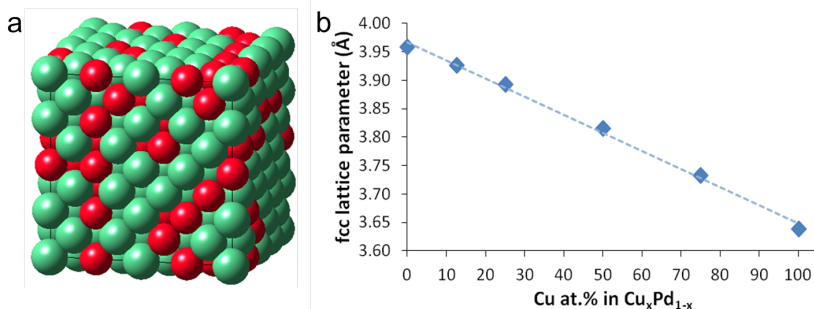 a
b
4.00
3.95
3.90
3.85
3.80
3.75
3.70
3.65
3.60
fcc lattice parameter (Å)
0 10 20 30 40 50 60 70 80 90 100
Cu at.% in CuₓPd₁₋ₓ